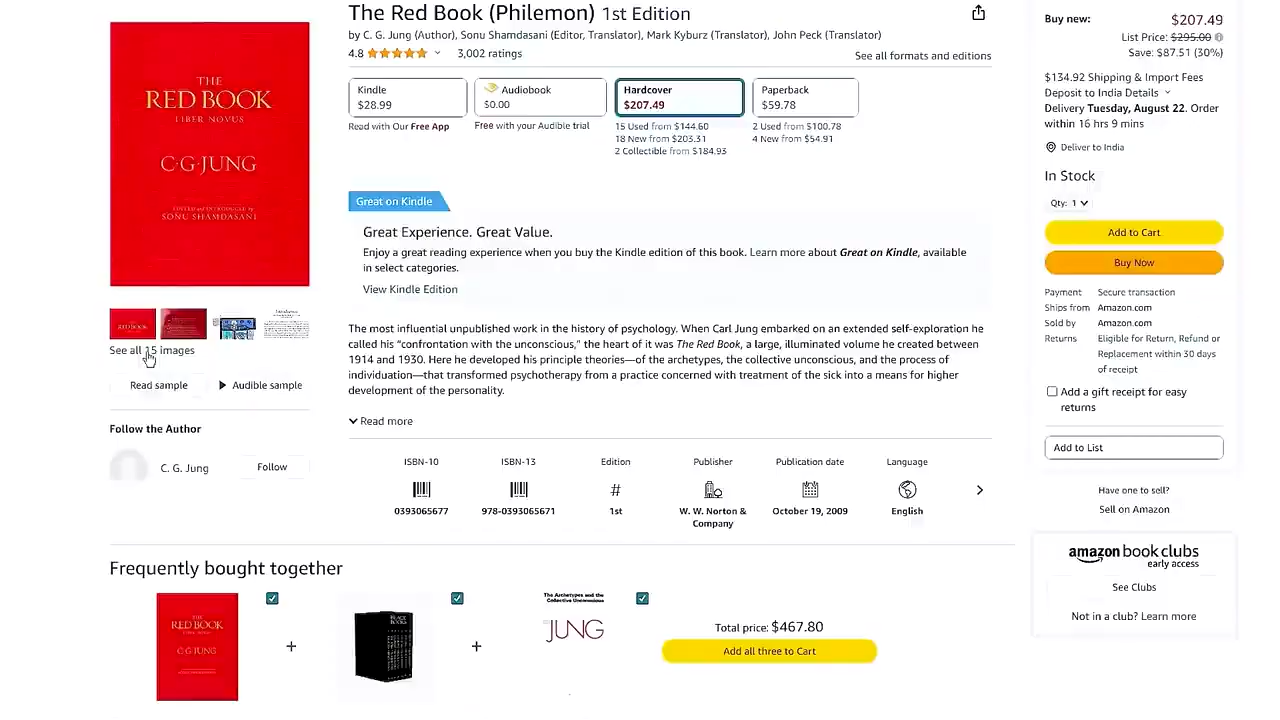 The Red Book (Philemon) 1st Edition
by C. G. Jung (Author), Sonu Shamdasani (Editor, Translator), Mark Kyburz (Translator), John Peck (Translator)
4.8 3,002 ratings
See all formats and editions
Kindle
$28.99
Read with Our Free App
Audiobook
$0.00
Free with your Audible trial
Hardcover
$207.49
15 Used from $144.60
18 New from $203.31
2 Collectible from $184.93
Paperback
$59.78
2 Used from $100.78
4 New from $54.91
THE
RED BOOK
LIBER NOVUS
C·G·JUNG
EDITED and INTRODUCED by
SONU SHAMDASANI
See all 15 images
Read sample
Audible sample
Follow the Author
C. G. Jung
Follow
Great on Kindle
Great Experience. Great Value.
Enjoy a great reading experience when you buy the Kindle edition of this book. Learn more about Great on Kindle, available
in select categories.
View Kindle Edition
The most influential unpublished work in the history of psychology. When Carl Jung embarked on an extended self-exploration he
called his “confrontation with the unconscious,” the heart of it was The Red Book, a large, illuminated volume he created between
1914 and 1930. Here he developed his principle theories—of the archetypes, the collective unconscious, and the process of
individuation—that transformed psychotherapy from a practice concerned with treatment of the sick into a means for higher
development of the personality.
Read more
ISBN-10
0393065677
ISBN-13
978-0393065671
Edition
#
1st
Publisher
W. W. Norton &
Company
Publication date
October 19, 2009
Language
English
Buy new:
$207.49
List Price: $295.00
Save: $87.51 (30%)
$134.92 Shipping & Import Fees
Deposit to India Details
Delivery Tuesday, August 22. Order
within 16 hrs 9 mins
Deliver to India
In Stock
Qty: 1
Add to Cart
Buy Now
Payment Secure transaction
Ships from Amazon.com
Sold by Amazon.com
Returns Eligible for Return, Refund or
Replacement within 30 days
of receipt
Add a gift receipt for easy
returns
Add to List
Have one to sell?
Sell on Amazon
amazon book clubs
early access
See Clubs
Not in a club? Learn more
Frequently bought together
THE
RED BOOK
LIBER NOVUS
C·G·JUNG
+
BLACK
BOOKS
+
The Archetypes and the
Collective Unconscious
JUNG
Total price: $467.80
Add all three to Cart